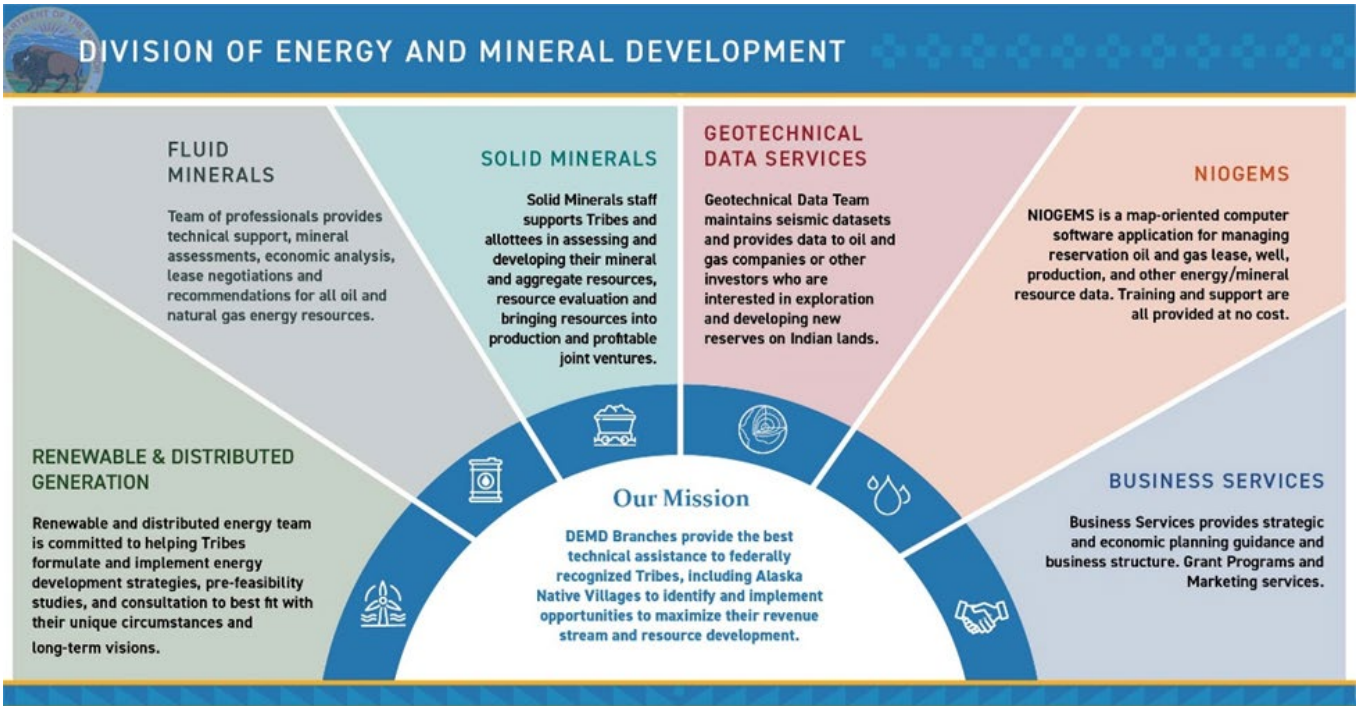 DIVISION OF ENERGY AND MINERAL DEVELOPMENT
FLUID
MINERALS
Team of professionals provides
technical support, mineral
assessments, economic analysis,
lease negotiations and
recommendations for all oil and
natural gas energy resources.
SOLID MINERALS
Solid Minerals staff
supports Tribes and
allottees in assessing and
developing their mineral
and aggregate resources,
resource evaluation and
bringing resources into
production and profitable
joint ventures.
GEOTECHNICAL
DATA SERVICES
Geotechnical Data Team
maintains seismic datasets
and provides data to oil and
gas companies or other
investors who are
interested in exploration
and developing new
reserves on Indian lands.
NIOGEMS
NIOGEMS is a map-oriented computer
software application for managing
reservation oil and gas lease, well,
production, and other energy/mineral
resource data. Training and support are
all provided at no cost.
RENEWABLE & DISTRIBUTED
GENERATION
Renewable and distributed energy team
is committed to helping Tribes
formulate and implement energy
development strategies, pre-feasibility
studies, and consultation to best fit with
their unique circumstances and
long-term visions.
Our Mission
DEMD Branches provide the best
technical assistance to federally
recognized Tribes, including Alaska
Native Villages to identify and implement
opportunities to maximize their revenue
stream and resource development.
BUSINESS SERVICES
Business Services provides strategic
and economic planning guidance and
business structure. Grant Programs and
Marketing services.